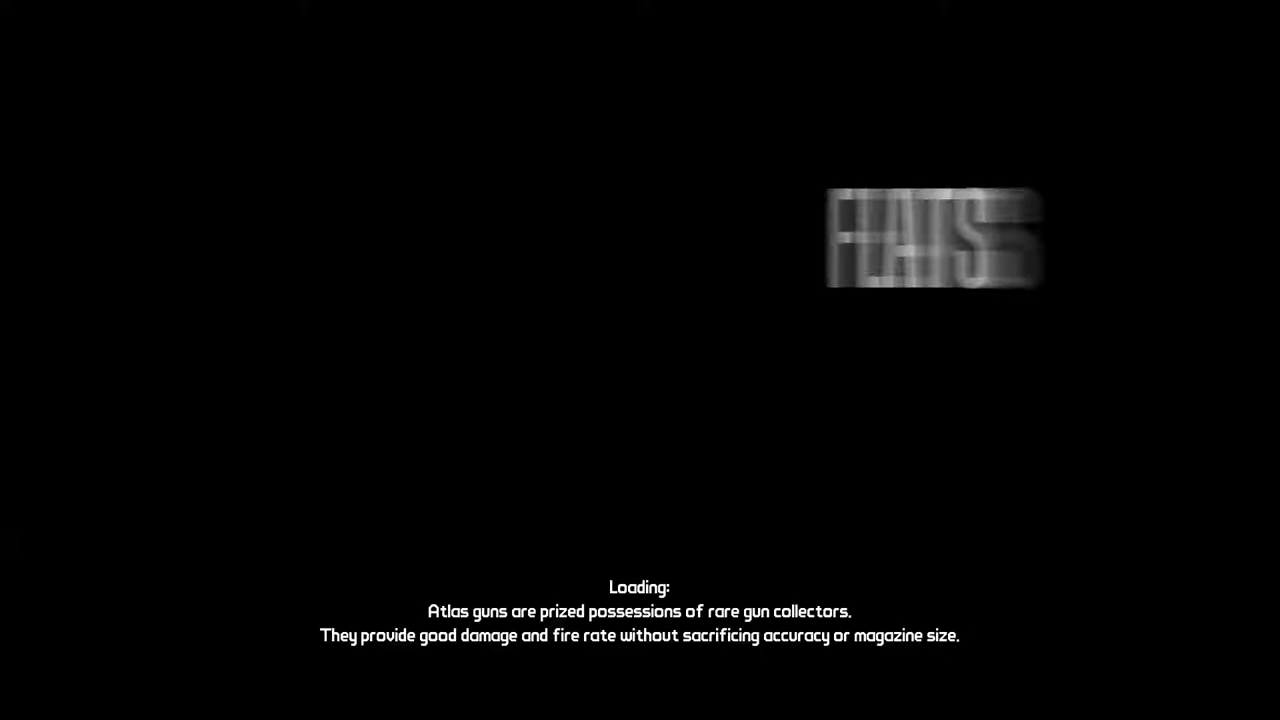 FLATS
Loading:
Atlas guns are prized possessions of rare gun collectors.
They provide good damage and fire rate without sacrificing accuracy or magazine size.